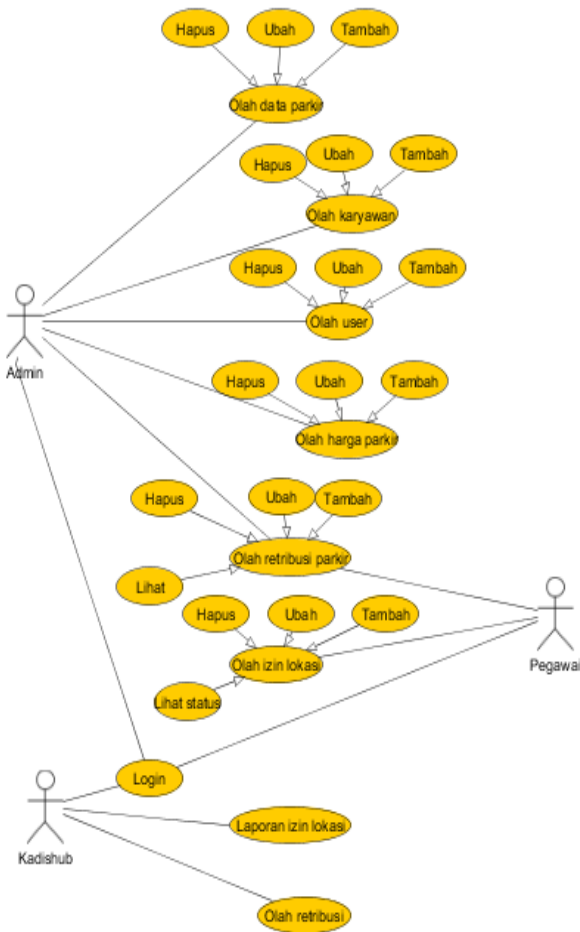 Hapus
Ubah
Tambah
Olah data parkir
Hapus
Ubah
Tambah
Olah karyawan
Hapus
Ubah
Tambah
Olah user
Admin
Hapus
Ubah
Tambah
Olah harga parkir
Hapus
Ubah
Tambah
Olah retribusi parkir
Lihat
Hapus
Ubah
Tambah
Olah izin lokasi
Pegawai
Lihat status
Login
Kadishub
Laporan izin lokasi
Olah retribusi